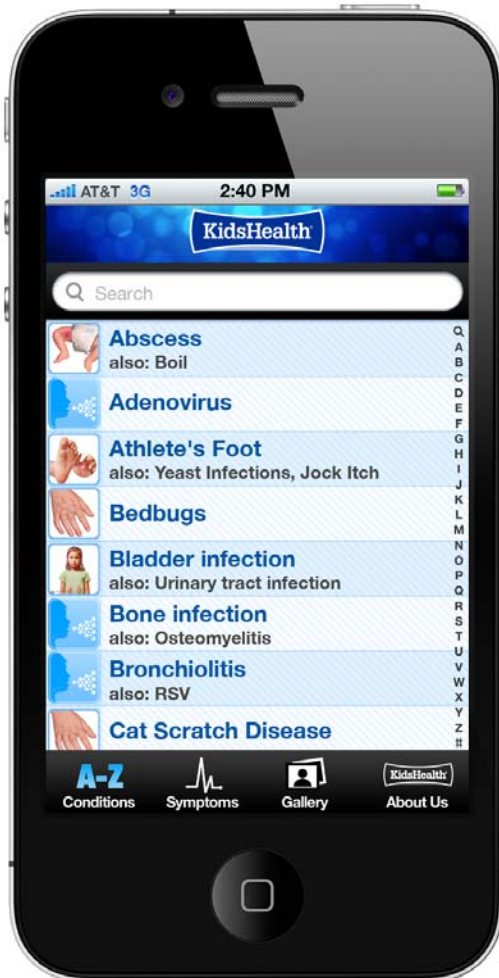 AT&T 3G 2:40 PM
KidsHealth
Search
Abscess
also: Boil
Adenovirus
Athlete's Foot
also: Yeast Infections, Jock Itch
Bedbugs
Bladder infection
also: Urinary tract infection
Bone infection
also: Osteomyelitis
Bronchiolitis
also: RSV
Cat Scratch Disease
A
B
C
D
E
F
G
H
I
J
K
L
M
N
O
P
Q
R
S
T
U
V
W
X
Y
Z
#
A-Z
Conditions
Symptoms
Gallery
KidsHealth
About Us